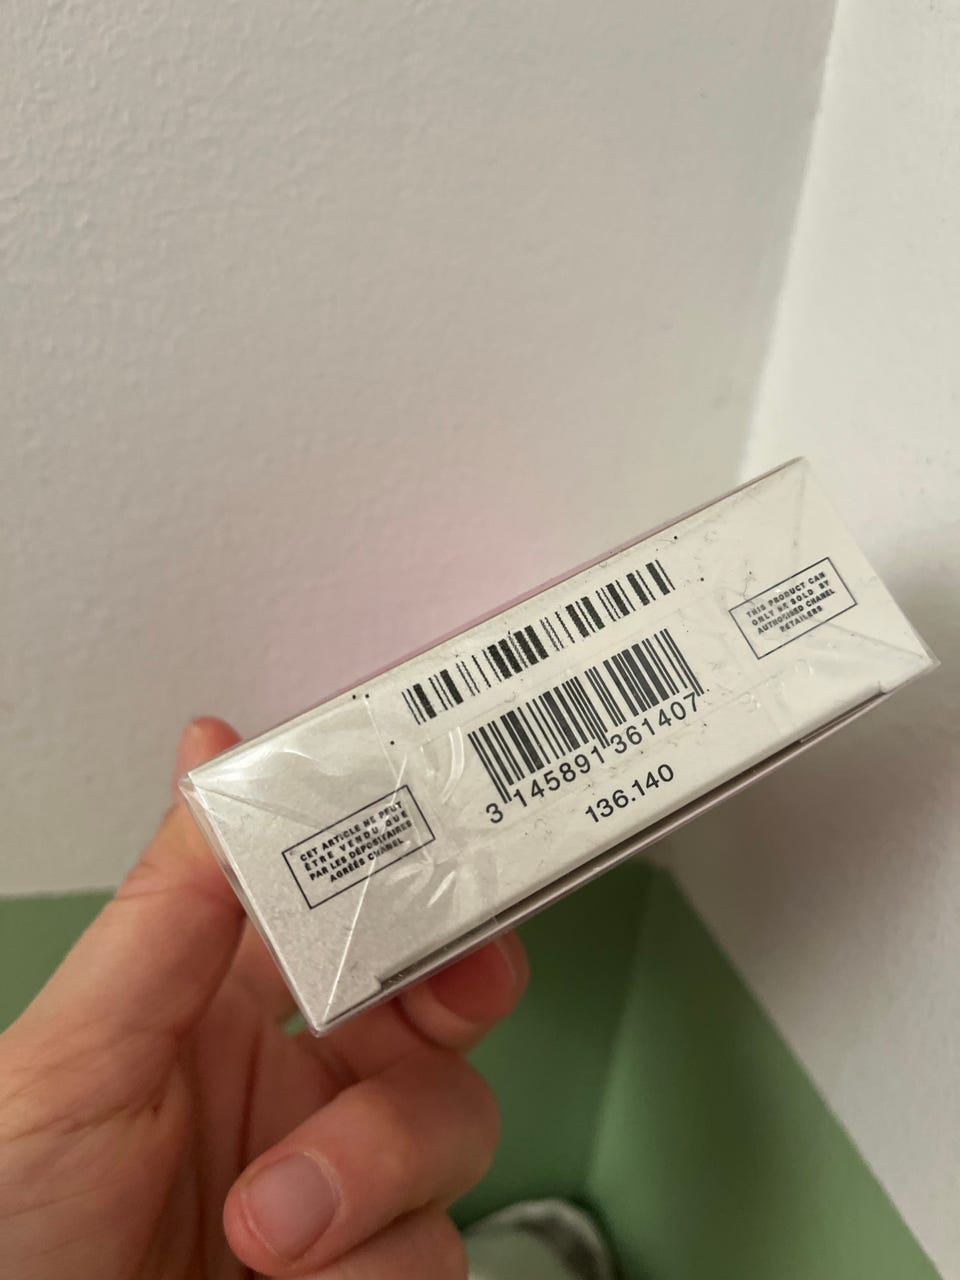 CET ARTICLE NE PEUT
ÊTRE VENDU QUE
PAR LES DÉPOSITAIRES
AGRÉÉS CHANEL
3 145891 361407
136.140
THIS PRODUCT CAN
ONLY BE SOLD BY
AUTHORISED CHANEL
RETAILERS